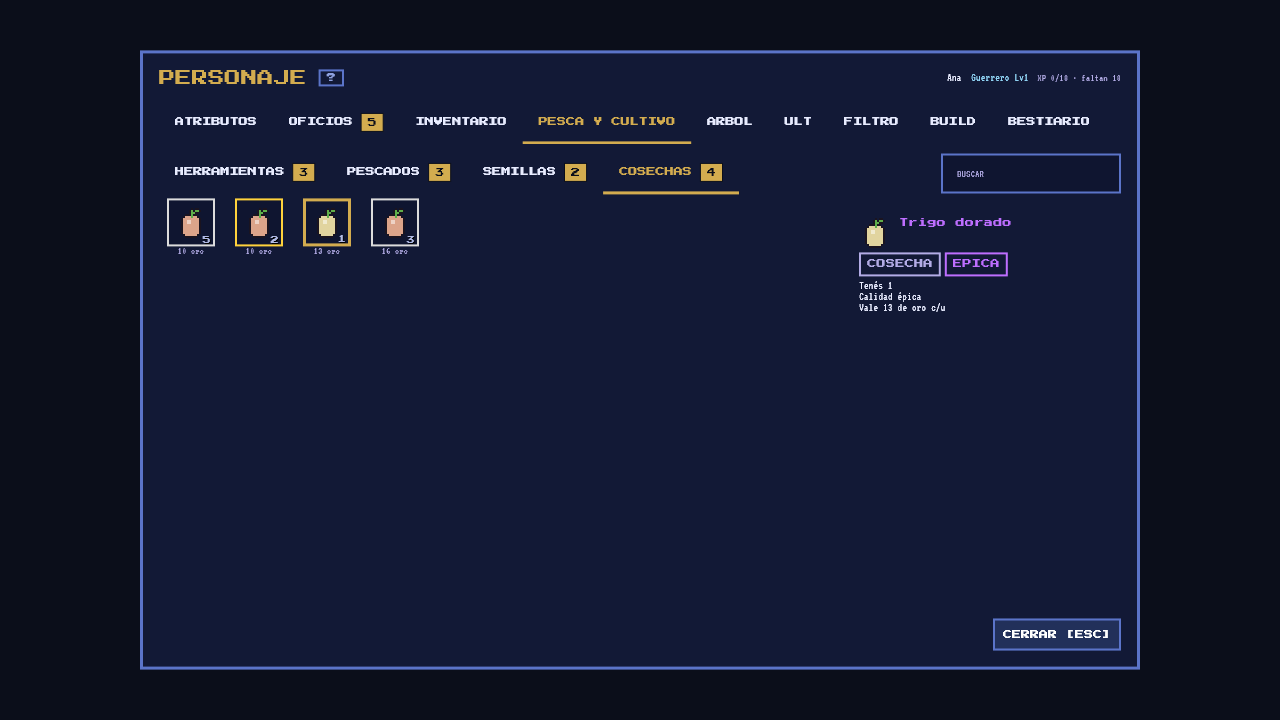 PERSONAJE ?
Ana Guerrero Lv1 XP 0/10 · faltan 10
ATRIBUTOS OFICIOS 5 INVENTARIO PESCA Y CULTIVO ARBOL ULT FILTRO BUILD BESTIARIO
HERRAMIENTAS 3 PESCADOS 3 SEMILLAS 2 COSECHAS 4
BUSCAR
5 2 1 3
10 oro 10 oro 13 oro 16 oro
Trigo dorado
COSECHA EPICA
Tenés 1
Calidad épica
Vale 13 de oro c/u
CERRAR [ESC]